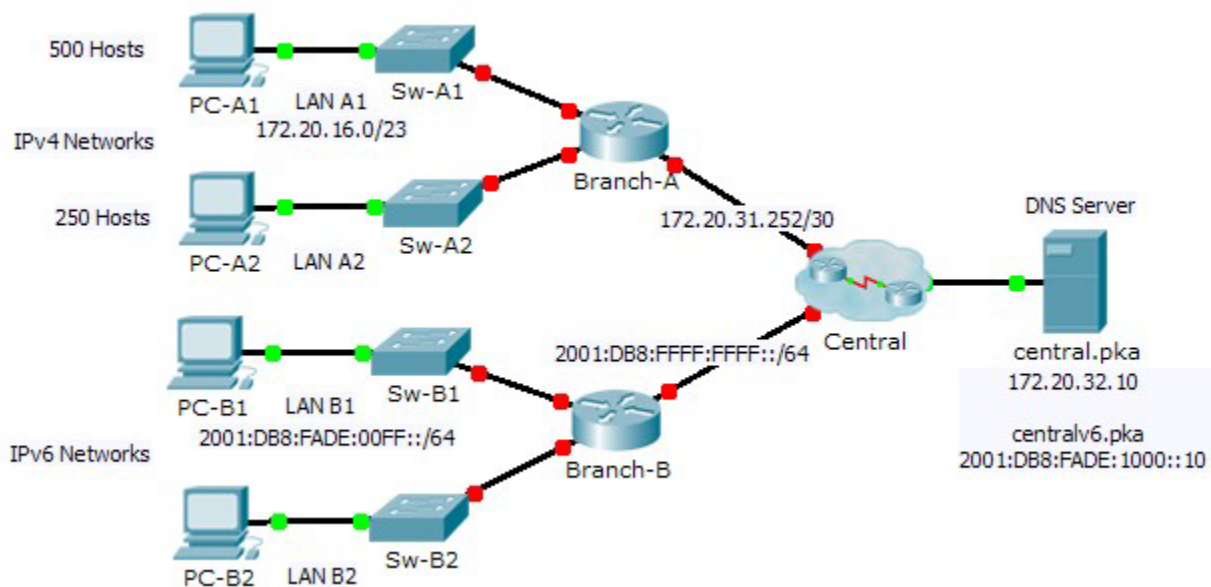 500 Hosts
PC-A1
LAN A1
172.20.16.0/23
Sw-A1
IPv4 Networks
Branch-A
250 Hosts
PC-A2
LAN A2
Sw-A2
172.20.31.252/30
DNS Server
Central
central.pka
172.20.32.10
centralv6.pka
2001:DB8:FADE:1000::10
2001:DB8:FFFF:FFFF::/64
PC-B1
LAN B1
2001:DB8:FADE:00FF::/64
Sw-B1
IPv6 Networks
Branch-B
PC-B2
LAN B2
Sw-B2